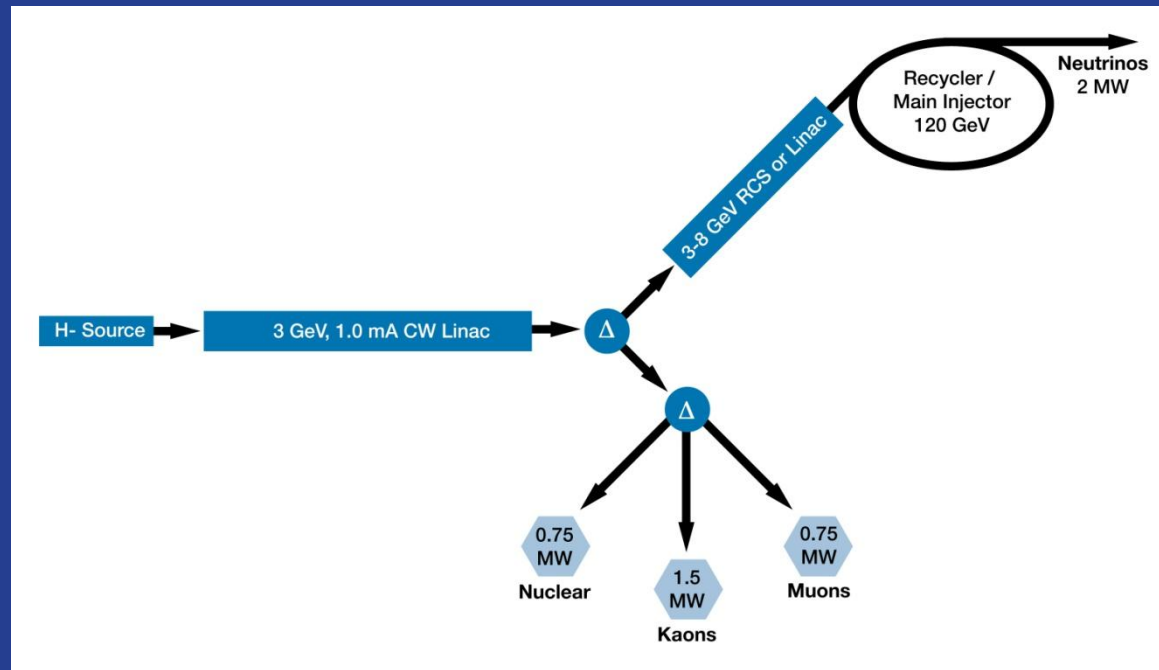 Neutrinos
2 MW
Recycler /
Main Injector
120 GeV
3-8 GeV RCS or Linac
H- Source
3 GeV, 1.0 mA CW Linac
Δ
Δ
0.75
MW
Nuclear
1.5
MW
Kaons
0.75
MW
Muons